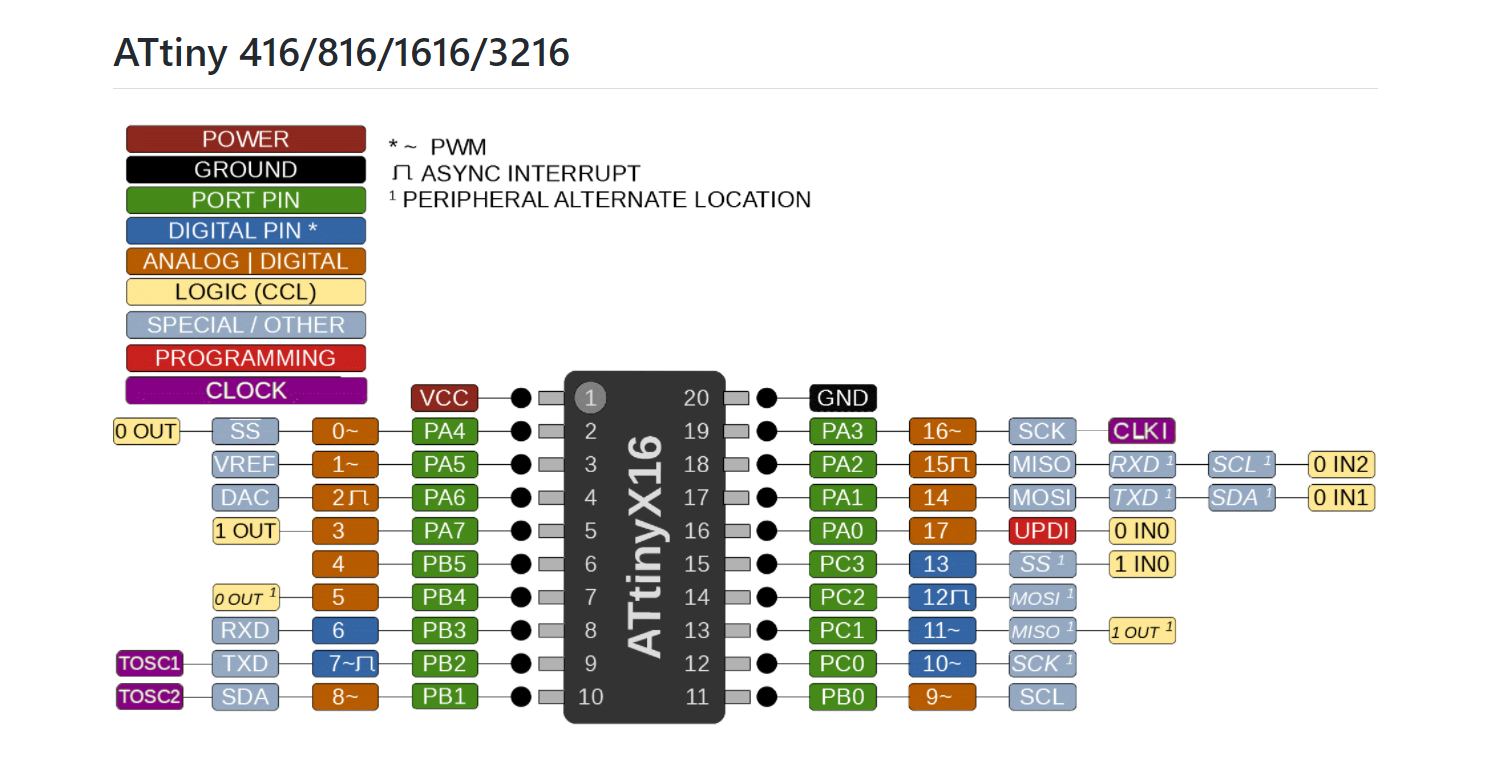 ATtiny 416/816/1616/3216
POWER
* ~ PWM
GROUND
⎍ ASYNC INTERRUPT
PORT PIN
¹ PERIPHERAL ALTERNATE LOCATION
DIGITAL PIN *
ANALOG | DIGITAL
LOGIC (CCL)
SPECIAL / OTHER
PROGRAMMING
CLOCK
VCC 1 20 GND
0 OUT SS 0~ PA4 2 19 PA3 16~ SCK CLKI
VREF 1~ PA5 3 18 PA2 15⎍ MISO RXD ¹ SCL ¹ 0 IN2
DAC 2⎍ PA6 4 17 PA1 14 MOSI TXD ¹ SDA ¹ 0 IN1
1 OUT 3 PA7 5 16 PA0 17 UPDI 0 IN0
4 PB5 6 15 PC3 13 SS ¹ 1 IN0
0 OUT ¹ 5 PB4 7 14 PC2 12⎍ MOSI ¹
RXD 6 PB3 8 13 PC1 11~ MISO ¹ 1 OUT ¹
TOSC1 TXD 7~⎍ PB2 9 12 PC0 10~ SCK ¹
TOSC2 SDA 8~ PB1 10 11 PB0 9~ SCL
ATtinyX16